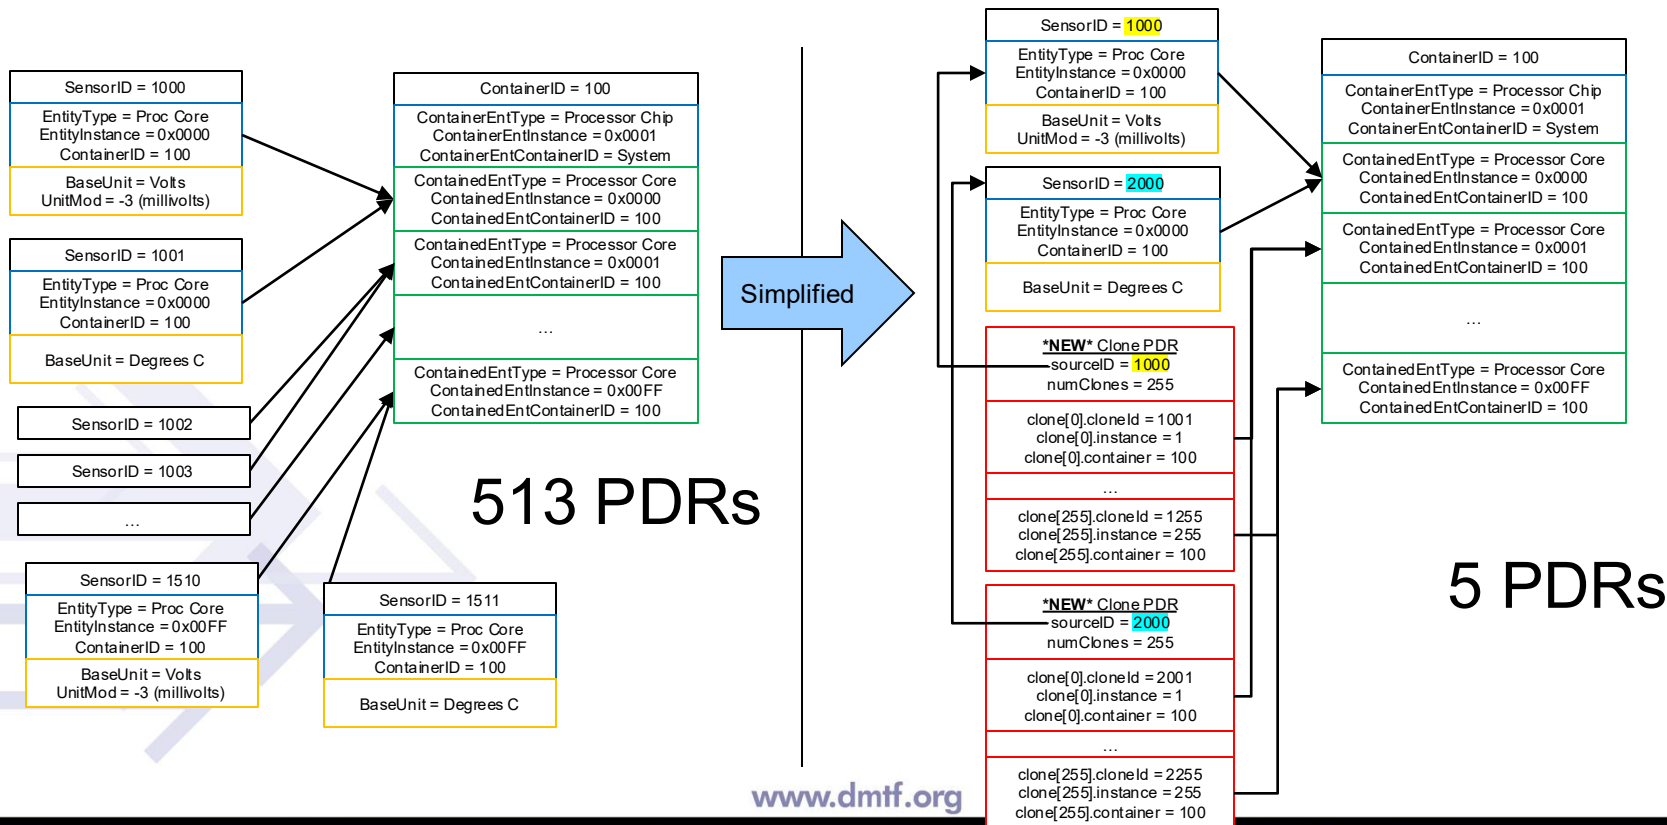 SensorID = 1000
EntityType = Proc Core
EntityInstance = 0x0000
ContainerID = 100
BaseUnit = Volts
UnitMod = -3 (millivolts)
SensorID = 1001
EntityType = Proc Core
EntityInstance = 0x0000
ContainerID = 100
BaseUnit = Degrees C
SensorID = 1002
SensorID = 1003
...
SensorID = 1510
EntityType = Proc Core
EntityInstance = 0x00FF
ContainerID = 100
BaseUnit = Volts
UnitMod = -3 (millivolts)
SensorID = 1511
EntityType = Proc Core
EntityInstance = 0x00FF
ContainerID = 100
BaseUnit = Degrees C
ContainerID = 100
ContainerEntType = Processor Chip
ContainerEntInstance = 0x0001
ContainerEntContainerID = System
ContainedEntType = Processor Core
ContainedEntInstance = 0x0000
ContainedEntContainerID = 100
ContainedEntType = Processor Core
ContainedEntInstance = 0x0001
ContainedEntContainerID = 100
...
ContainedEntType = Processor Core
ContainedEntInstance = 0x00FF
ContainedEntContainerID = 100
513 PDRs
Simplified
SensorID = 1000
EntityType = Proc Core
EntityInstance = 0x0000
ContainerID = 100
BaseUnit = Volts
UnitMod = -3 (millivolts)
SensorID = 2000
EntityType = Proc Core
EntityInstance = 0x0000
ContainerID = 100
BaseUnit = Degrees C
*NEW* Clone PDR
sourceID = 1000
numClones = 255
clone[0].cloneId = 1001
clone[0].instance = 1
clone[0].container = 100
...
clone[255].cloneId = 1255
clone[255].instance = 255
clone[255].container = 100
*NEW* Clone PDR
sourceID = 2000
numClones = 255
clone[0].cloneId = 2001
clone[0].instance = 1
clone[0].container = 100
...
clone[255].cloneId = 2255
clone[255].instance = 255
clone[255].container = 100
ContainerID = 100
ContainerEntType = Processor Chip
ContainerEntInstance = 0x0001
ContainerEntContainerID = System
ContainedEntType = Processor Core
ContainedEntInstance = 0x0000
ContainedEntContainerID = 100
ContainedEntType = Processor Core
ContainedEntInstance = 0x0001
ContainedEntContainerID = 100
...
ContainedEntType = Processor Core
ContainedEntInstance = 0x00FF
ContainedEntContainerID = 100
5 PDRs
www.dmtf.org